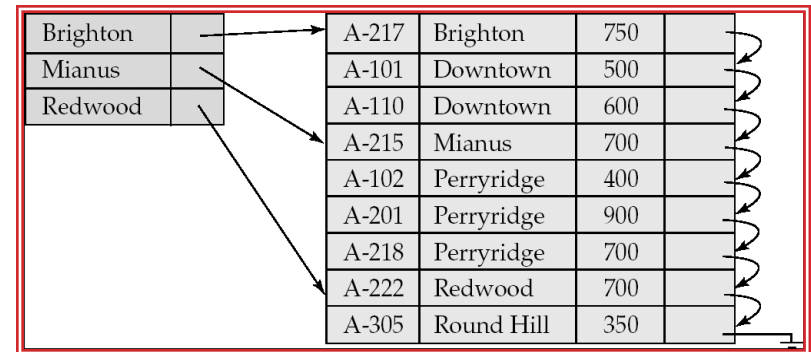 Brighton A-217 Brighton 750
Mianus A-101 Downtown 500
Redwood A-110 Downtown 600
A-215 Mianus 700
A-102 Perryridge 400
A-201 Perryridge 900
A-218 Perryridge 700
A-222 Redwood 700
A-305 Round Hill 350